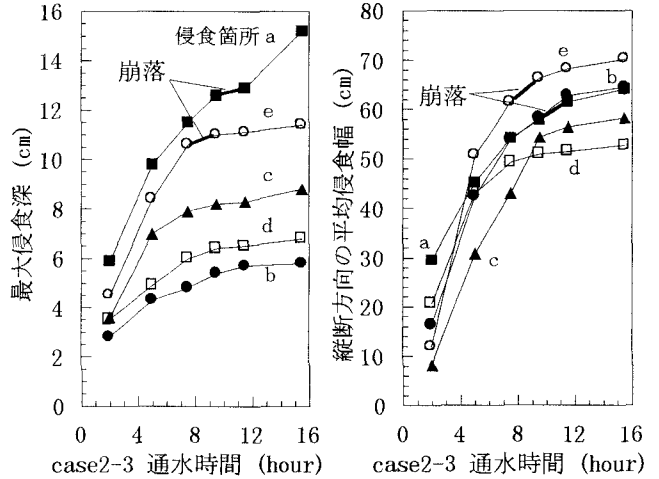 最大侵食深 (cm)
16
14
12
10
8
6
4
2
0
侵食箇所 a
崩落
e
c
d
b
0 4 8 12 16
case2-3 通水時間 (hour)
縦断方向の平均侵食幅 (cm)
80
70
60
50
40
30
20
10
0
e
b
崩落
d
a
c
0 4 8 12 16
case2-3 通水時間 (hour)